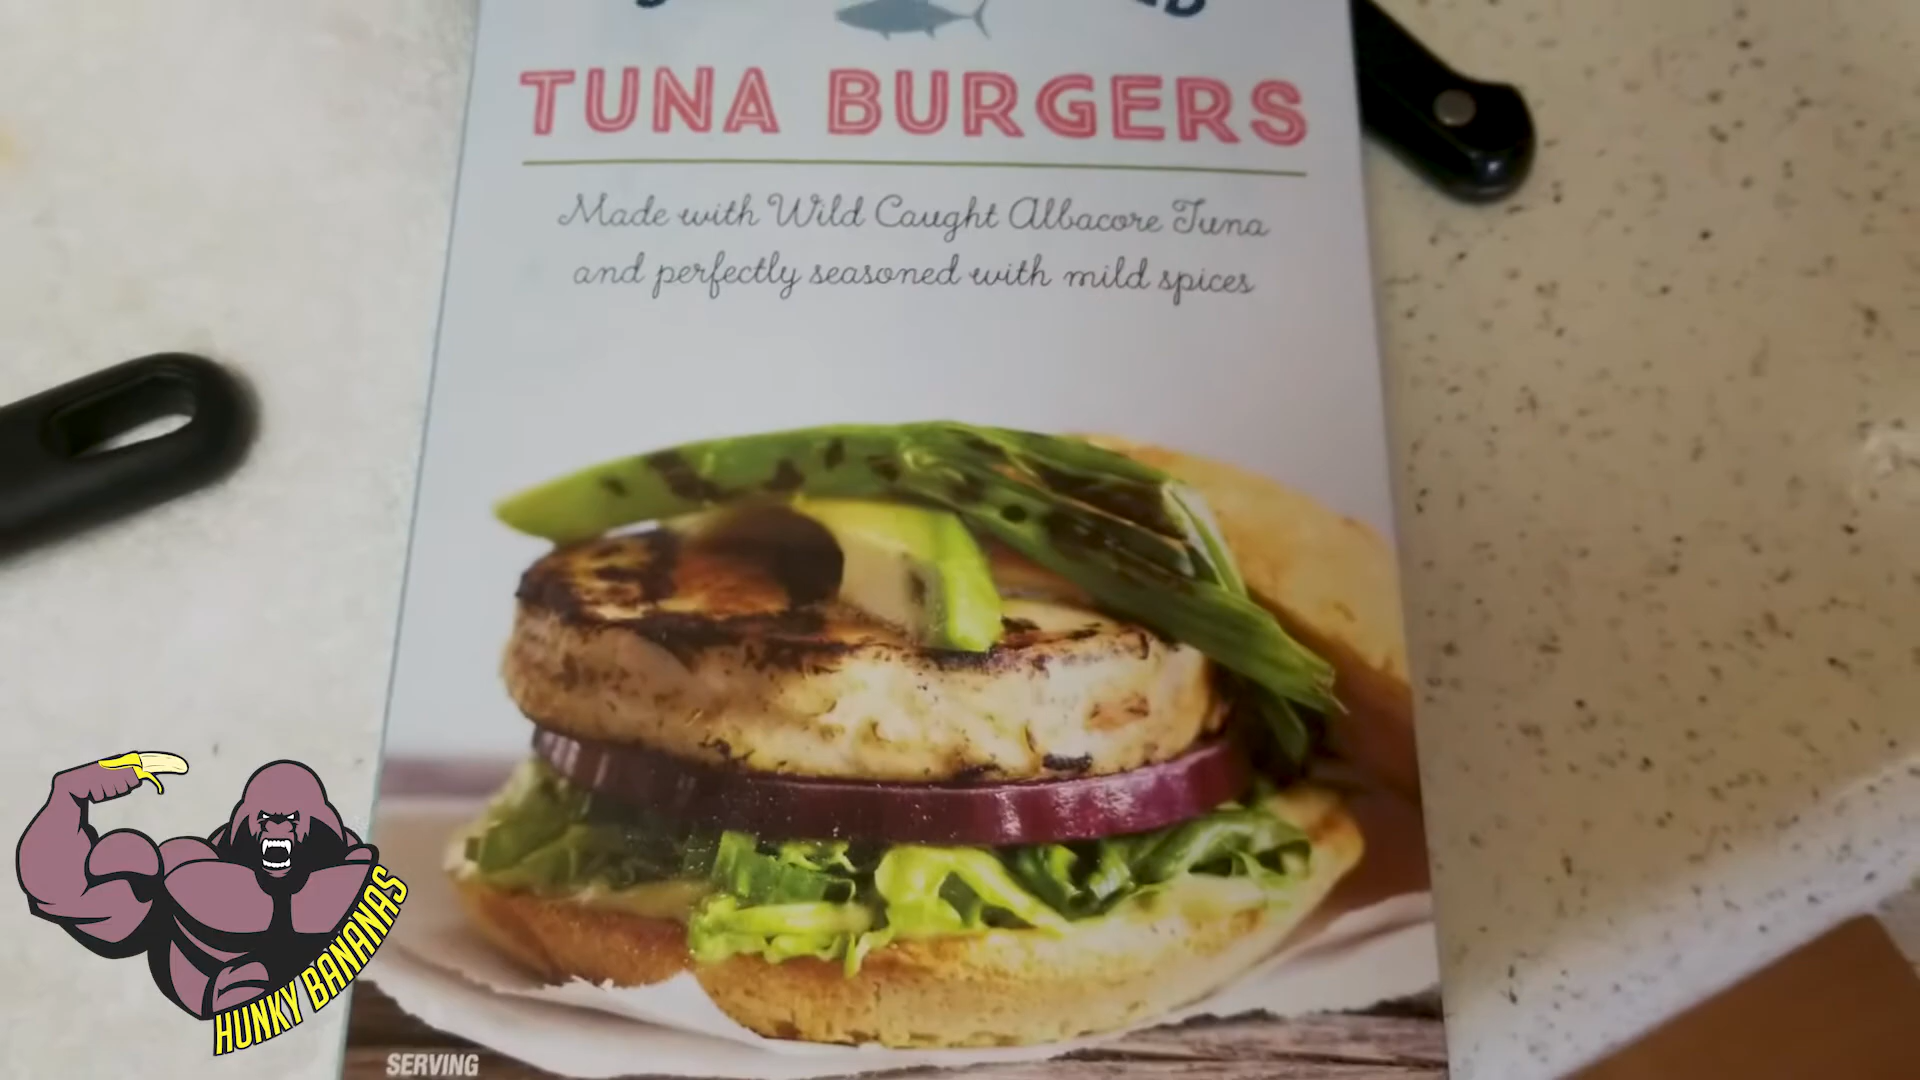 TUNA BURGERS
Made with Wild Caught Albacore Tuna
and perfectly seasoned with mild spices
HUNKY BANANAS
SERVING